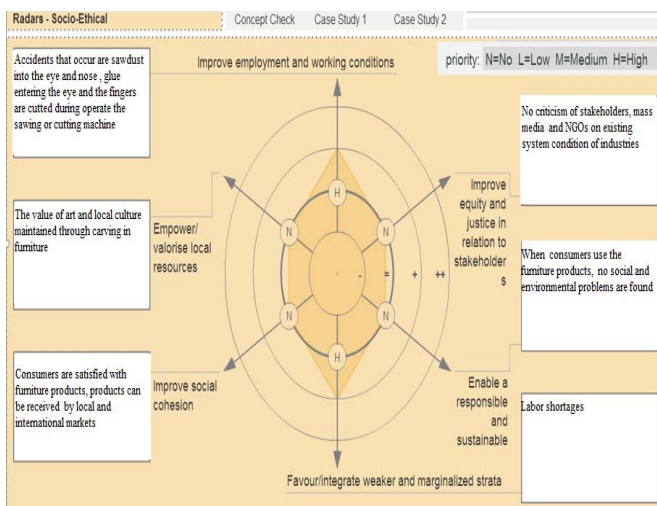 Radars - Socio-Ethical
Concept Check
Case Study 1
Case Study 2
priority: N=No L=Low M=Medium H=High
Accidents that occur are sawdust
into the eye and nose , glue
entering the eye and the fingers
are cutted during operate the
sawing or cutting machine
Improve employment and working conditions
No criticism of stakeholders, mass
media and NGOs on existing
system condition of industries
The value of art and local culture
maintained through carving in
furniture
Empower/
valorise local
resources
Improve
equity and
justice in
relation to
stakeholder
s
When consumers use the
furniture products, no social and
environmental problems are found
H
N
N
. - = + ++
N
N
H
Consumers are satisfied with
furniture products, products can
be received by local and
international markets
Improve social
cohesion
Enable a
responsible
and
sustainable
Labor shortages
Favour/integrate weaker and marginalized strata